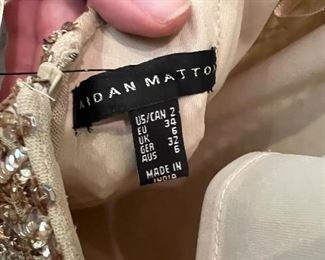 AIDAN MATTO
US/CAN 2
EU 34
UK 6
GER 32
AUS 6
MADE IN
INDIA